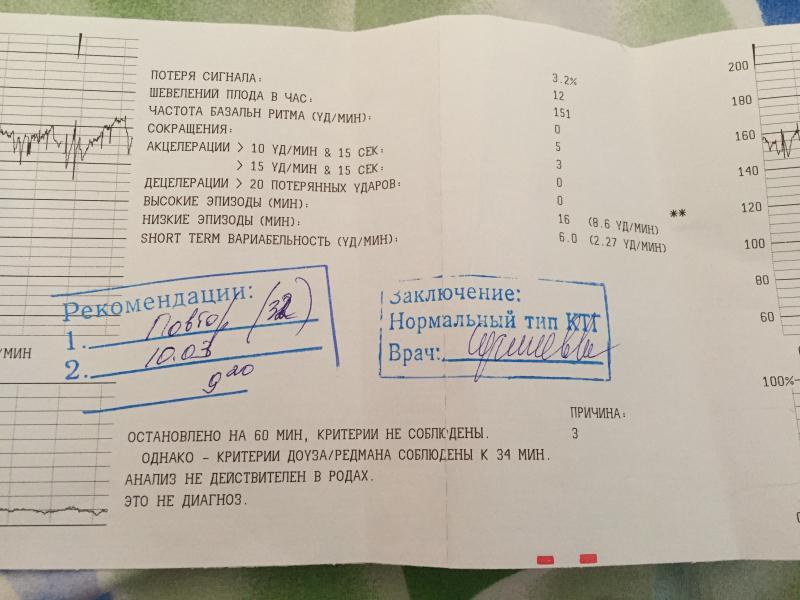 ПОТЕРЯ СИГНАЛА: 3.2%
ШЕВЕЛЕНИЙ ПЛОДА В ЧАС: 12
ЧАСТОТА БАЗАЛЬН РИТМА (УД/МИН): 151
СОКРАЩЕНИЯ: 0
АКЦЕЛЕРАЦИИ > 10 УД/МИН & 15 СЕК: 5
> 15 УД/МИН & 15 СЕК: 3
ДЕЦЕЛЕРАЦИИ > 20 ПОТЕРЯННЫХ УДАРОВ: 0
ВЫСОКИЕ ЭПИЗОДЫ (МИН): 0
НИЗКИЕ ЭПИЗОДЫ (МИН): 16 (8.6 УД/МИН) **
SHORT TERM ВАРИАБЕЛЬНОСТЬ (УД/МИН): 6.0 (2.27 УД/МИН)
200
180
160
140
120
100
80
60
100%
/МИН
Рекомендации:
1. Повтор (32)
2. 10.03
9 20
Заключение:
Нормальный тип КТГ
Врач:
ПРИЧИНА:
ОСТАНОВЛЕНО НА 60 МИН, КРИТЕРИИ НЕ СОБЛЮДЕНЫ. 3
ОДНАКО - КРИТЕРИИ ДОУЗА/РЕДМАНА СОБЛЮДЕНЫ К 34 МИН.
АНАЛИЗ НЕ ДЕЙСТВИТЕЛЕН В РОДАХ.
ЭТО НЕ ДИАГНОЗ.